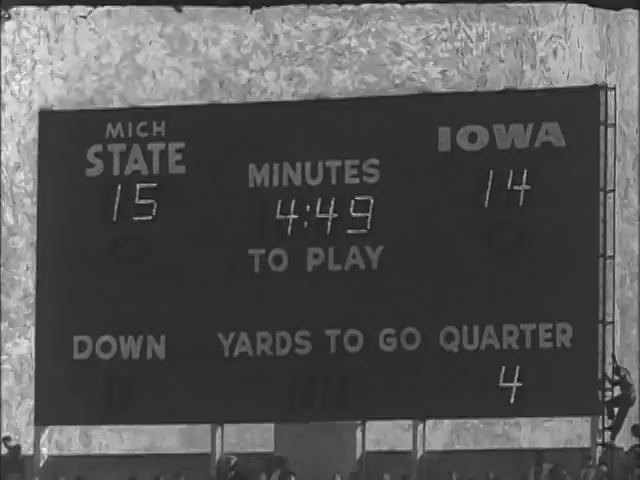 MICH
STATE
15
MINUTES
4:49
TO PLAY
IOWA
14
DOWN
YARDS TO GO
QUARTER
4